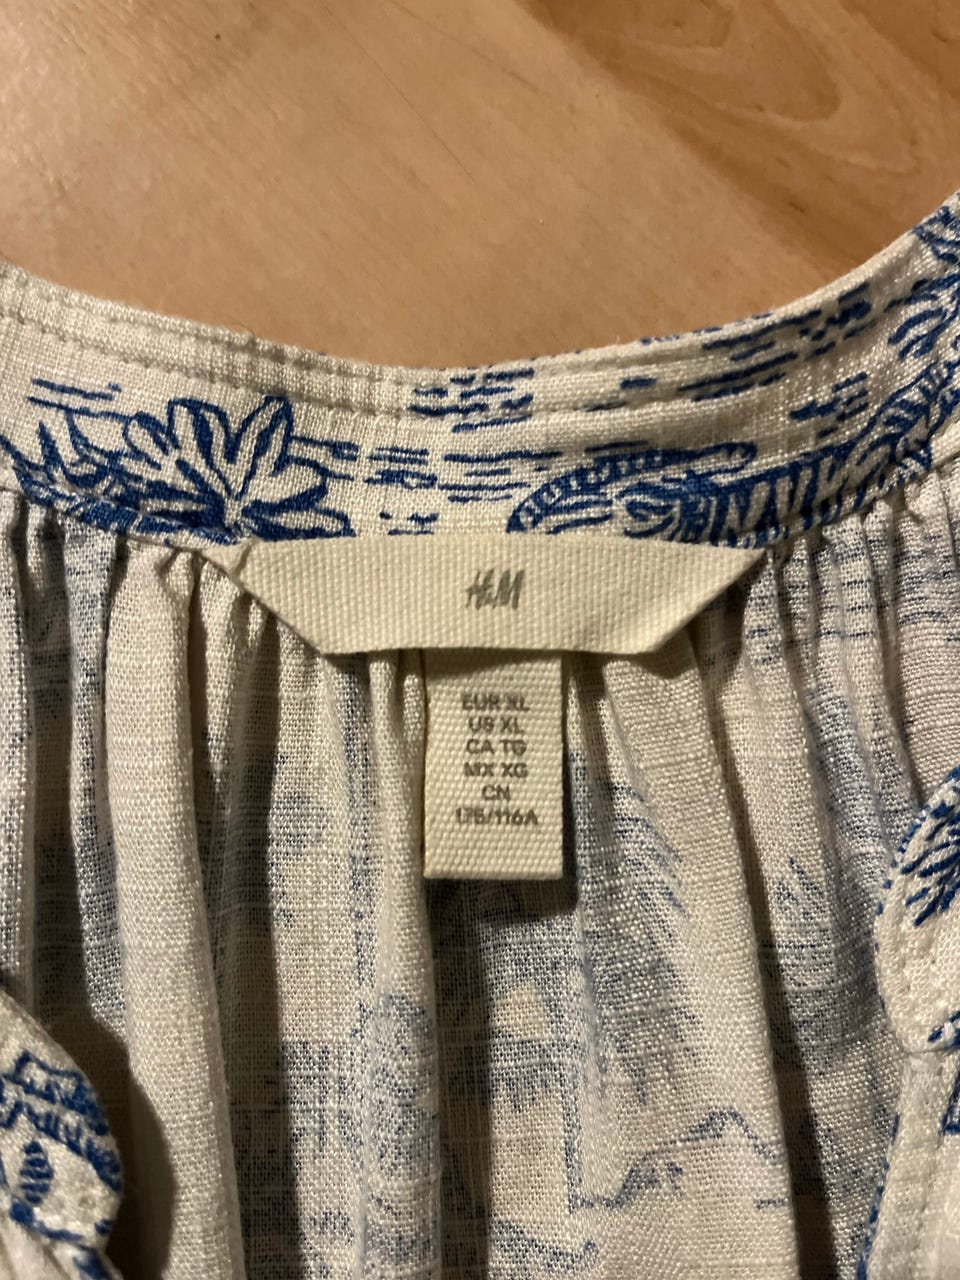 H&M
EUR XL
US XL
CA TG
MX XG
CN
175/116A